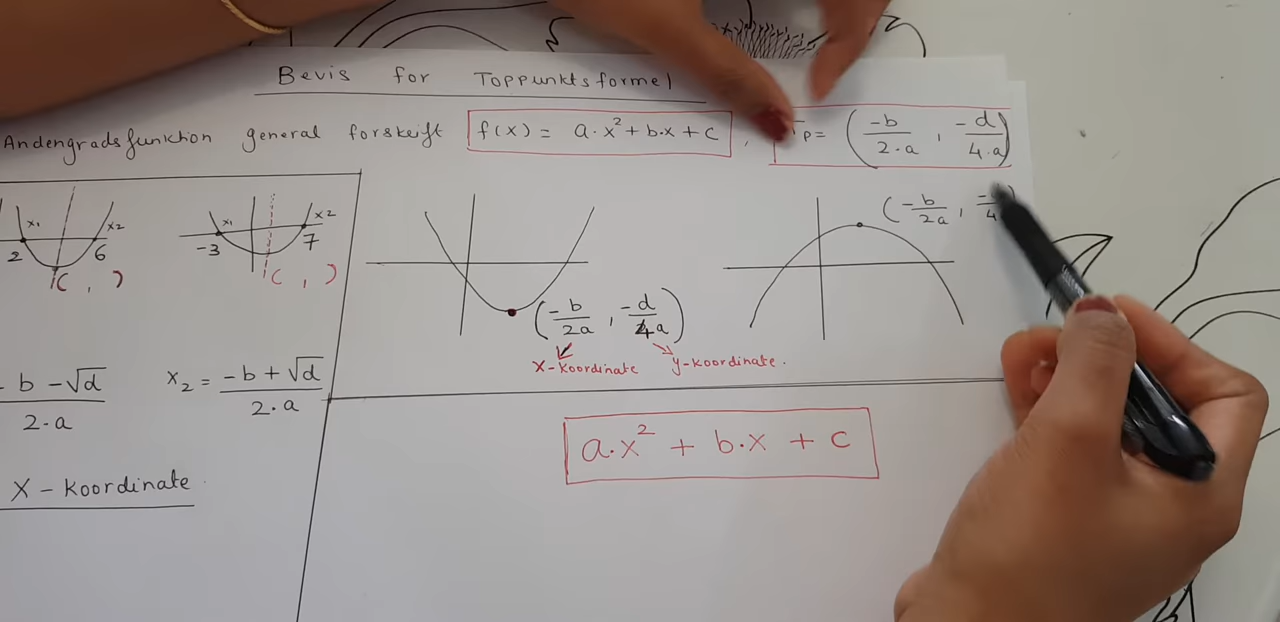 Bevis for Toppunktsformel
Andengradsfunktion general forskrift f(x) = a·x² + b·x + c , Tp = (-b/2·a , -d/4·a)
x₁ x₂
2 6
( , )
x₁ x₂
-3 7
( , )
(-b/2a , -d/4a)
x-koordinate y-koordinate.
(-b/2a ,
- b - √d / 2·a
x₂ = -b + √d / 2·a
X - koordinate
a·x² + b·x + c